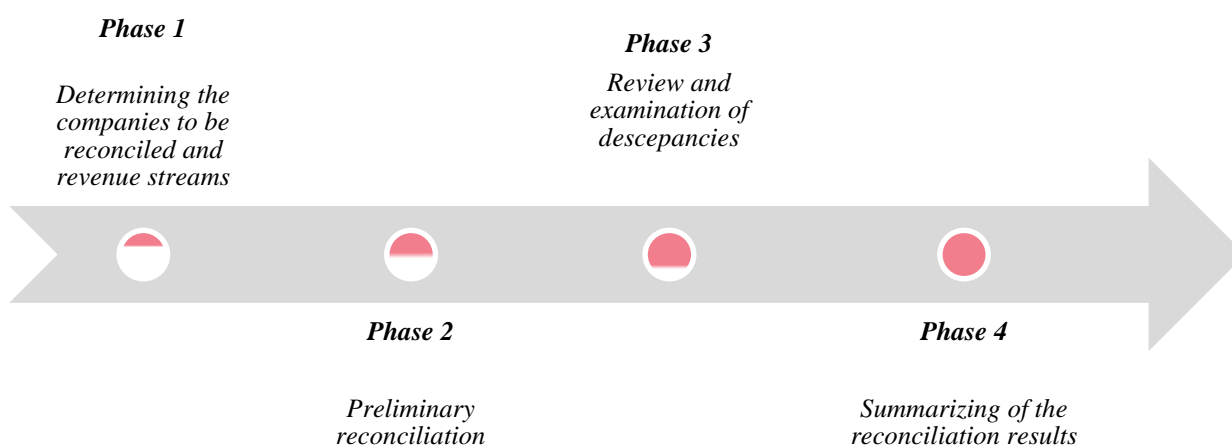 Phase 1
Determining the
companies to be
reconciled and
revenue streams
Phase 2
Preliminary
reconciliation
Phase 3
Review and
examination of
descepancies
Phase 4
Summarizing of the
reconciliation results